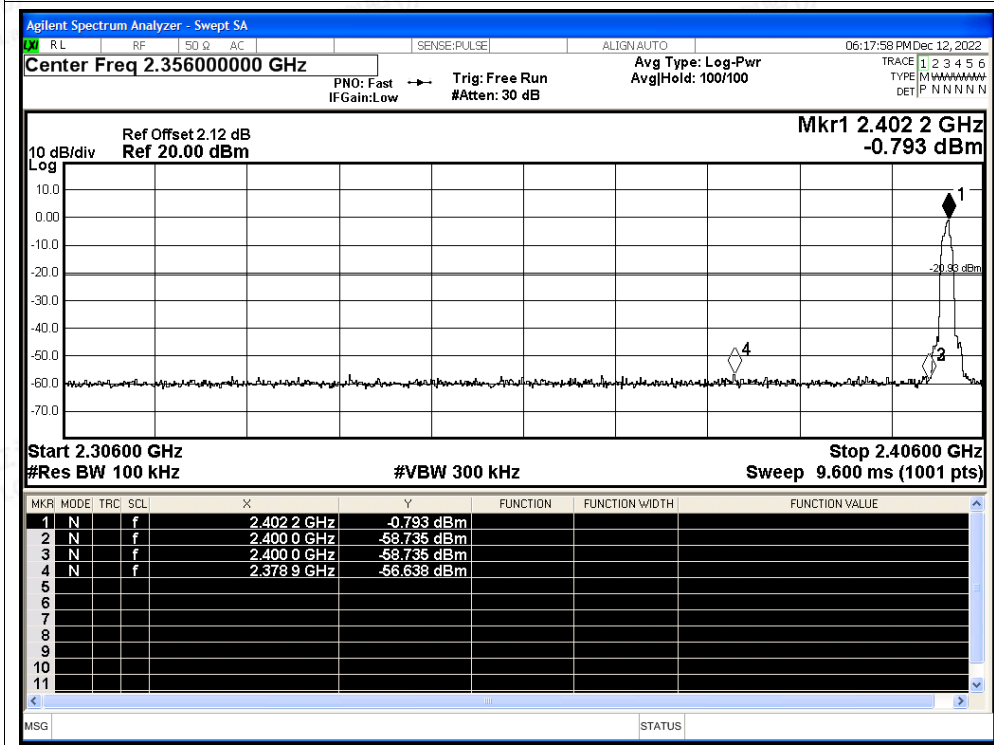 Agilent Spectrum Analyzer - Swept SA
LXI RL RF 50 Ω AC SENSE:PULSE ALIGN AUTO 06:17:58 PM Dec 12, 2022
Center Freq 2.356000000 GHz
PNO: Fast
IFGain:Low
Trig: Free Run
#Atten: 30 dB
Avg Type: Log-Pwr
Avg|Hold: 100/100
TRACE 1 2 3 4 5 6
TYPE M
DET P N N N N N
Ref Offset 2.12 dB
10 dB/div Ref 20.00 dBm
Log
Mkr1 2.402 2 GHz
-0.793 dBm
10.0
0.00
-10.0
-20.0
-30.0
-40.0
-50.0
-60.0
-70.0
1
-20.93 dBm
4
Start 2.30600 GHz Stop 2.40600 GHz
#Res BW 100 kHz #VBW 300 kHz Sweep 9.600 ms (1001 pts)
MKR MODE TRC SCL X Y FUNCTION FUNCTION WIDTH FUNCTION VALUE
1 N f 2.402 2 GHz -0.793 dBm
2 N f 2.400 0 GHz -58.735 dBm
3 N f 2.400 0 GHz -58.735 dBm
4 N f 2.378 9 GHz -56.638 dBm
5
6
7
8
9
10
11
MSG STATUS